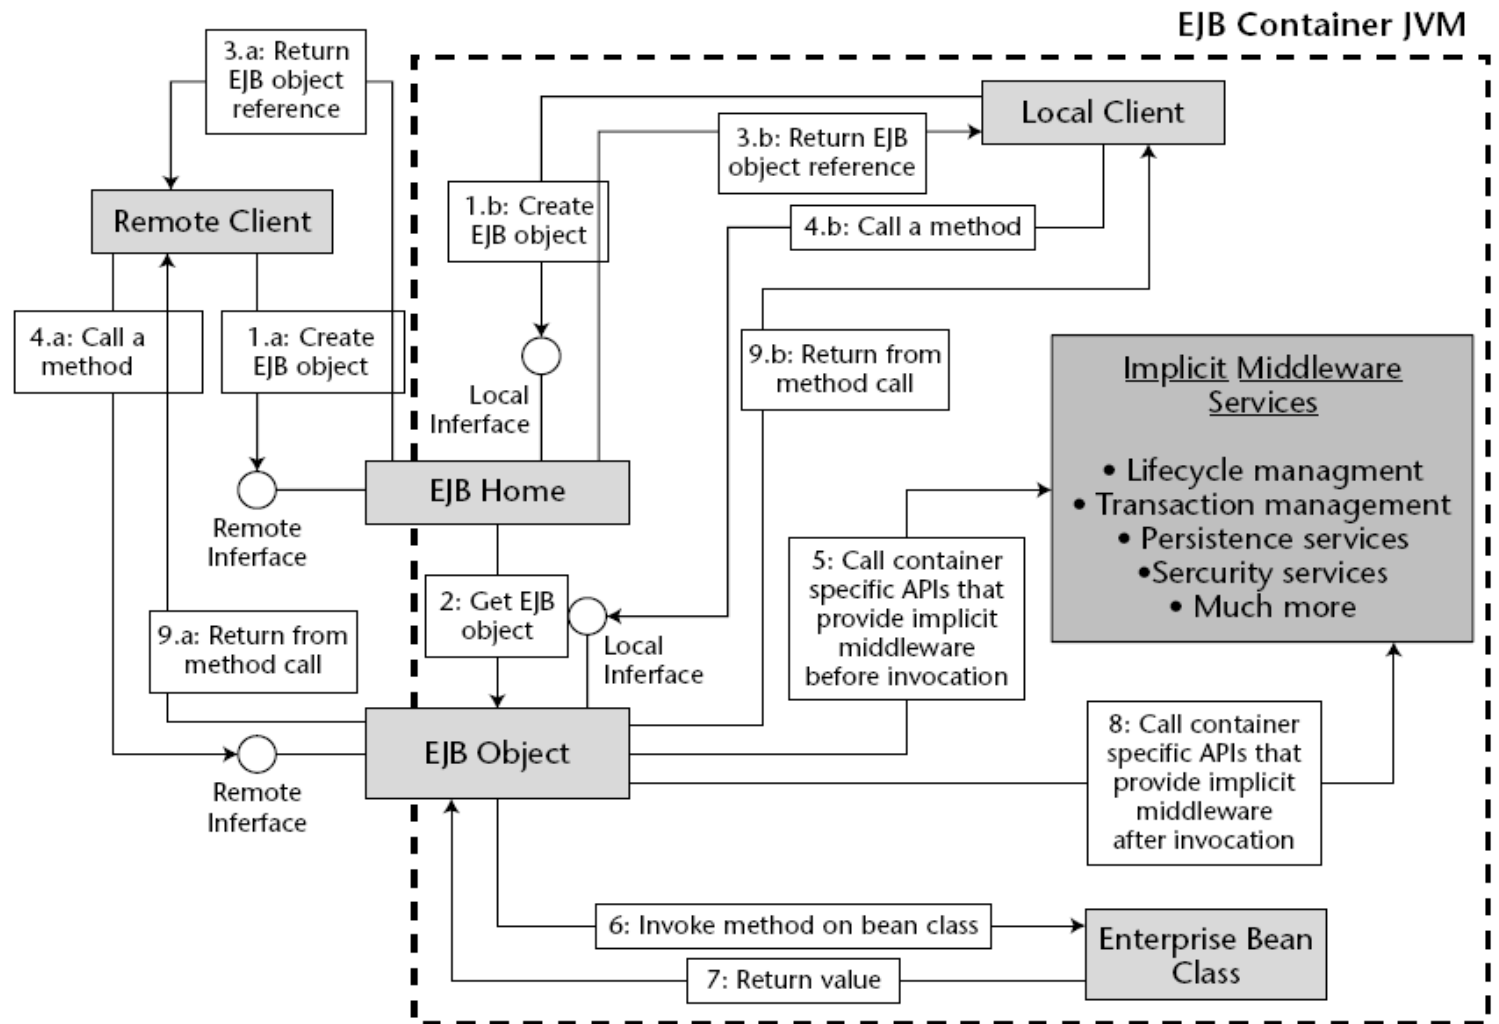 EJB Container JVM
3.a: Return
EJB object
reference
Local Client
3.b: Return EJB
object reference
Remote Client
1.b: Create
EJB object
4.b: Call a method
4.a: Call a
method
1.a: Create
EJB object
9.b: Return from
method call
Implicit Middleware
Services
• Lifecycle managment
• Transaction management
• Persistence services
•Sercurity services
• Much more
Local
Inferface
EJB Home
Remote
Inferface
5: Call container
specific APIs that
provide implicit
middleware
before invocation
2: Get EJB
object
Local
Inferface
9.a: Return from
method call
EJB Object
8: Call container
specific APIs that
provide implicit
middleware
after invocation
Remote
Inferface
6: Invoke method on bean class
Enterprise Bean
Class
7: Return value